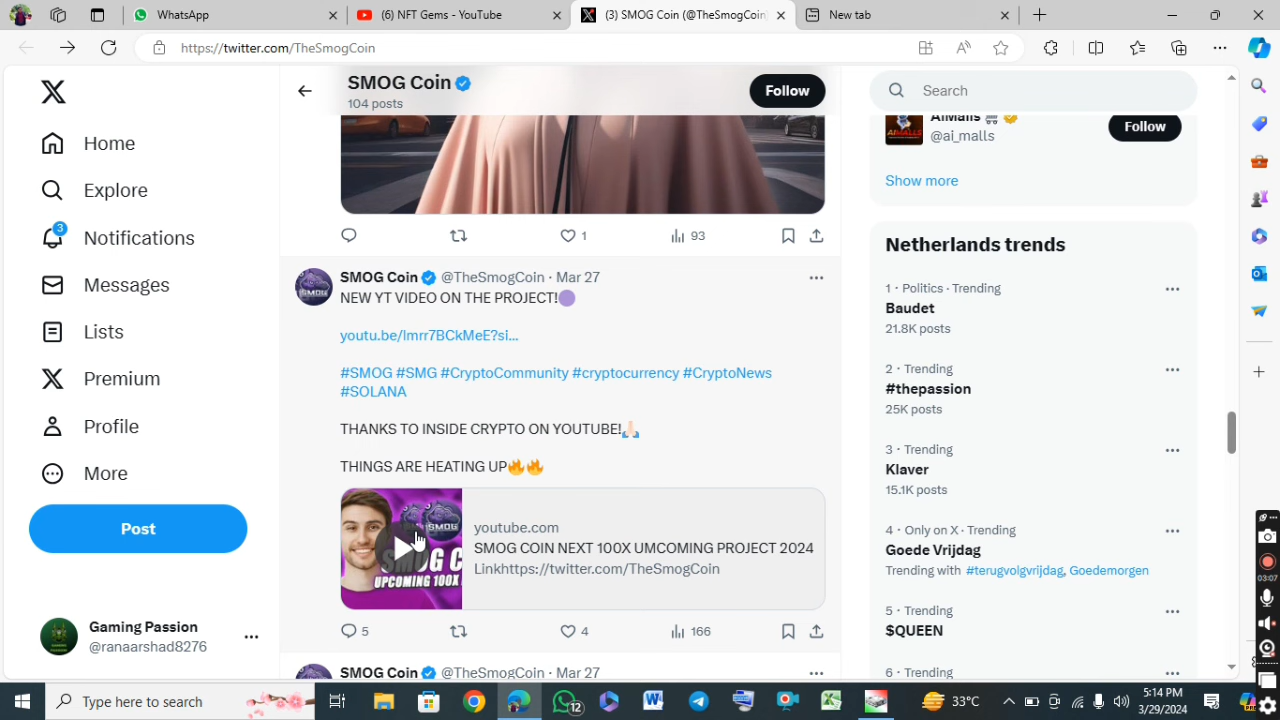 WhatsApp
(6) NFT Gems - YouTube
(3) SMOG Coin (@TheSmogCoin
New tab
https://twitter.com/TheSmogCoin
SMOG Coin
104 posts
Follow
Search
Home
Explore
3
Notifications
Messages
Lists
Premium
Profile
More
Post
Gaming Passion
@ranaarshad8276
1
93
SMOG Coin @TheSmogCoin · Mar 27
NEW YT VIDEO ON THE PROJECT!🟣
youtu.be/lmrr7BCkMeE?si...
#SMOG #SMG #CryptoCommunity #cryptocurrency #CryptoNews
#SOLANA
THANKS TO INSIDE CRYPTO ON YOUTUBE!🙏🏻
THINGS ARE HEATING UP🔥🔥
SMOG
UPCOMING 100X
youtube.com
SMOG COIN NEXT 100X UMCOMING PROJECT 2024
Linkhttps://twitter.com/TheSmogCoin
5
4
166
SMOG Coin @TheSmogCoin · Mar 27
AiMalls
@ai_malls
Follow
Show more
Netherlands trends
1 · Politics · Trending
Baudet
21.8K posts
2 · Trending
#thepassion
25K posts
3 · Trending
Klaver
15.1K posts
4 · Only on X · Trending
Goede Vrijdag
Trending with #terugvolgvrijdag, Goedemorgen
5 · Trending
$QUEEN
6 · Trending
03:07
Type here to search
12
33°C
5:14 PM
3/29/2024